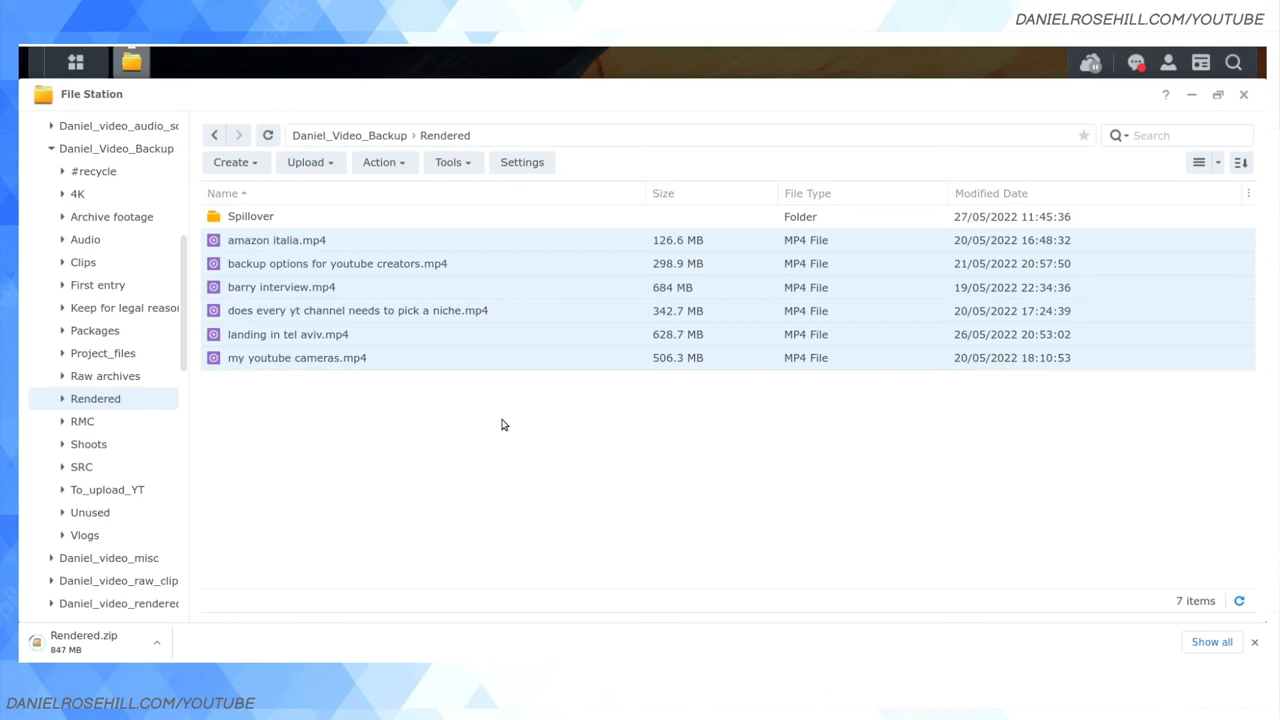 DANIELROSEHILL.COM/YOUTUBE
File Station
?
Daniel_video_audio_sc
Daniel_Video_Backup
#recycle
4K
Archive footage
Audio
Clips
First entry
Keep for legal reason
Packages
Project_files
Raw archives
Rendered
RMC
Shoots
SRC
To_upload_YT
Unused
Vlogs
Daniel_video_misc
Daniel_video_raw_clip
Daniel_video_rendered
Daniel_Video_Backup › Rendered
Search
Create Upload Action Tools Settings
Name Size File Type Modified Date
Spillover Folder 27/05/2022 11:45:36
amazon italia.mp4 126.6 MB MP4 File 20/05/2022 16:48:32
backup options for youtube creators.mp4 298.9 MB MP4 File 21/05/2022 20:57:50
barry interview.mp4 684 MB MP4 File 19/05/2022 22:34:36
does every yt channel needs to pick a niche.mp4 342.7 MB MP4 File 20/05/2022 17:24:39
landing in tel aviv.mp4 628.7 MB MP4 File 26/05/2022 20:53:02
my youtube cameras.mp4 506.3 MB MP4 File 20/05/2022 18:10:53
7 items
Rendered.zip
847 MB
Show all
DANIELROSEHILL.COM/YOUTUBE